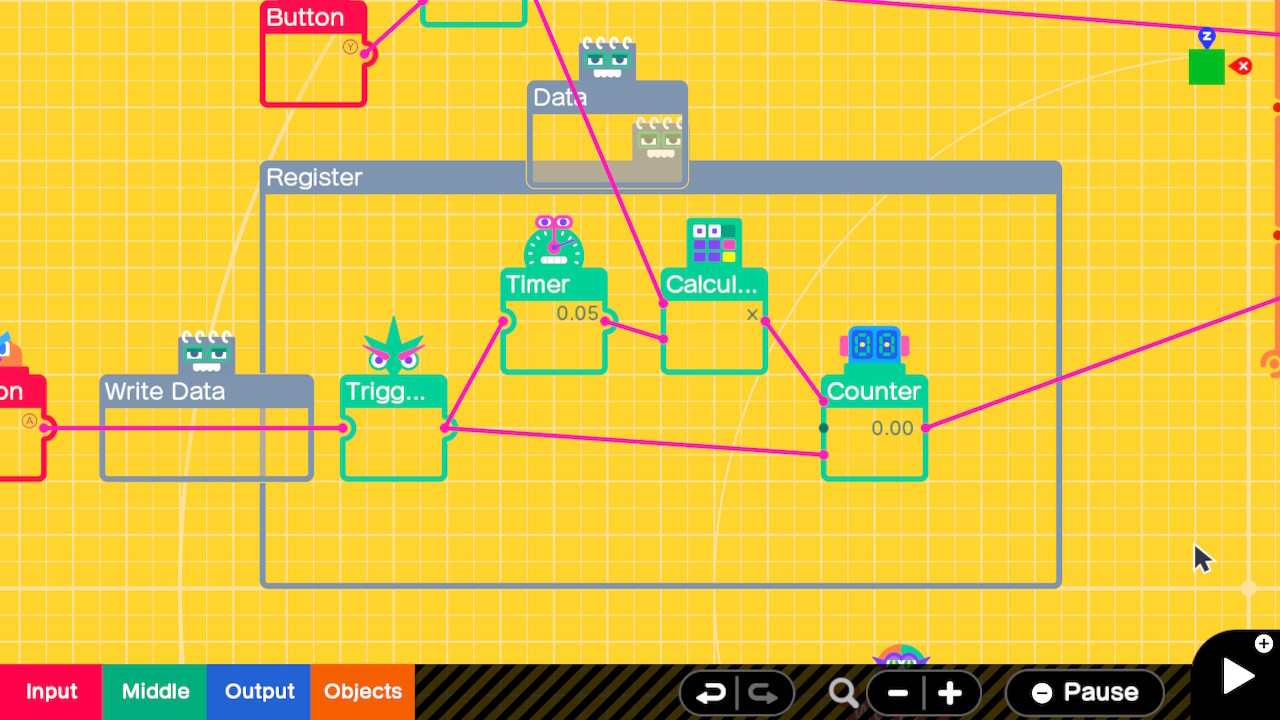 Button
Y
Z
X
Data
Register
Timer
0.05
Calcul...
×
on
A
Write Data
Trigg...
Counter
88
0.00
Input
Middle
Output
Objects
Pause